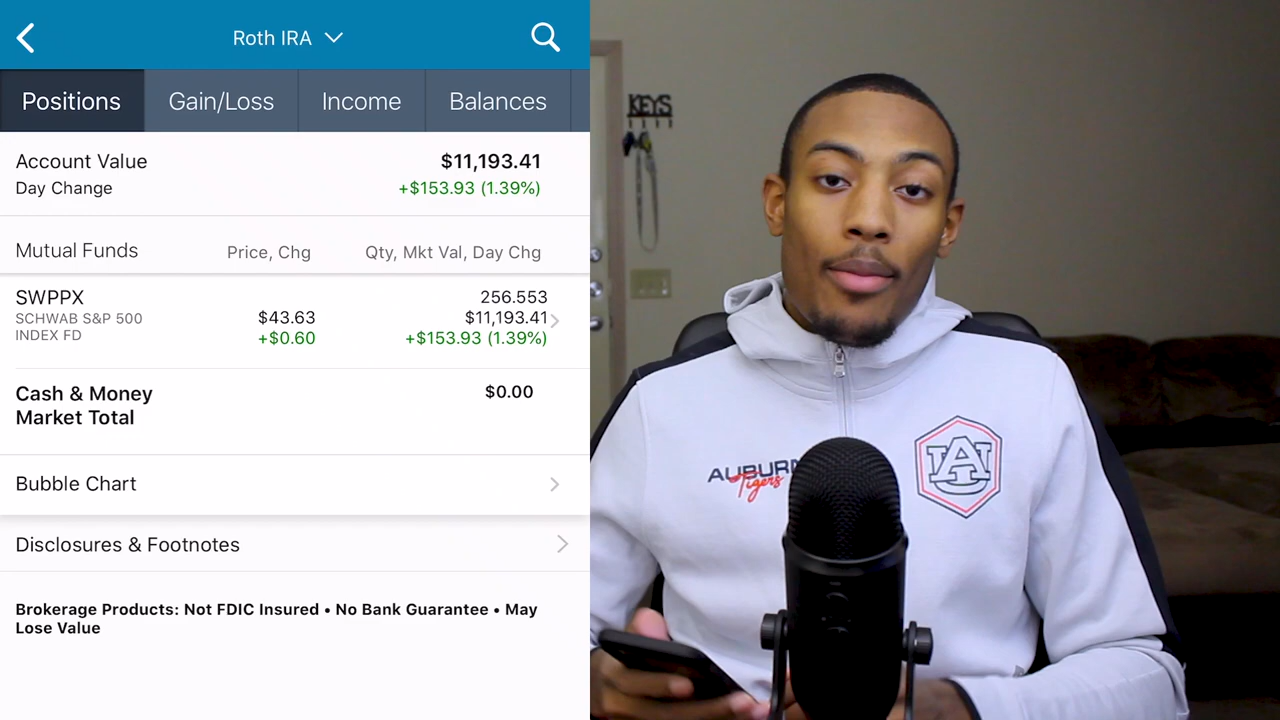 Roth IRA
Positions
Gain/Loss
Income
Balances
Account Value
$11,193.41
Day Change
+$153.93 (1.39%)
Mutual Funds
Price, Chg
Qty, Mkt Val, Day Chg
SWPPX
256.553
SCHWAB S&P 500
$43.63
$11,193.41
INDEX FD
+$0.60
+$153.93 (1.39%)
Cash & Money
$0.00
Market Total
Bubble Chart
Disclosures & Footnotes
Brokerage Products: Not FDIC Insured • No Bank Guarantee • May
Lose Value
KEYS
AUBURN
Tigers
AU